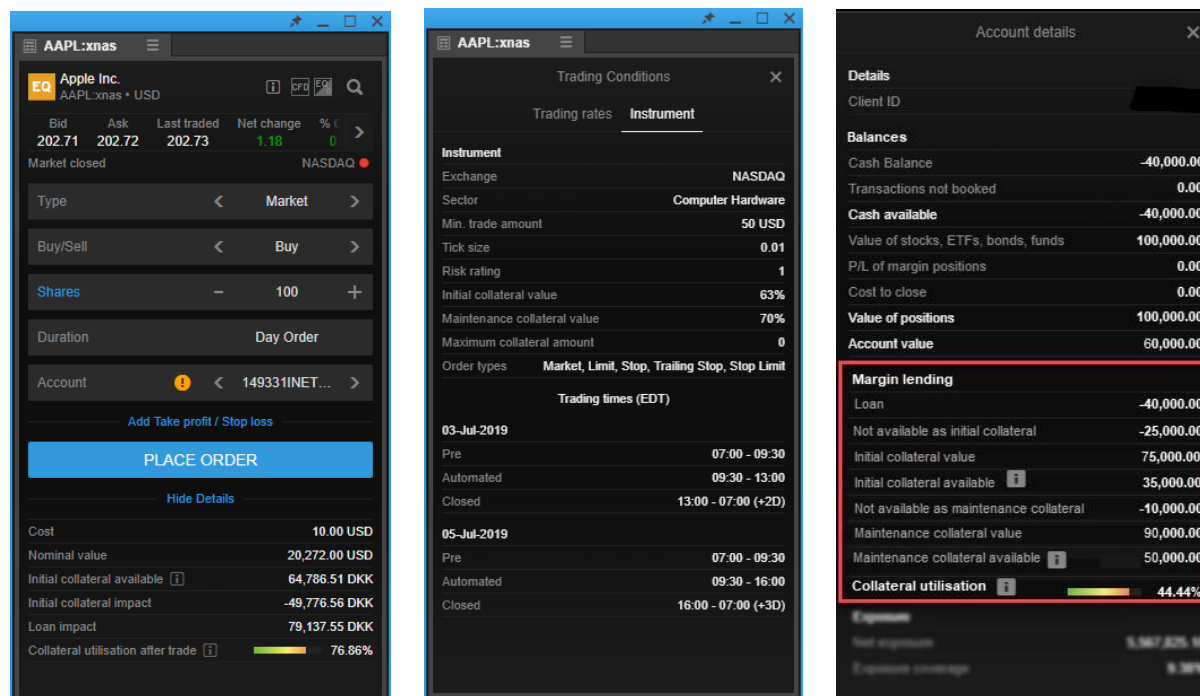 AAPL:xnas
EQ Apple Inc.
AAPL:xnas • USD
CFD EQ
Bid Ask Last traded Net change %
202.71 202.72 202.73 1.18 0
Market closed NASDAQ
Type Market
Buy/Sell Buy
Shares 100
Duration Day Order
Account 149331INET...
Add Take profit / Stop loss
PLACE ORDER
Hide Details
Cost 10.00 USD
Nominal value 20,272.00 USD
Initial collateral available 64,786.51 DKK
Initial collateral impact -49,776.56 DKK
Loan impact 79,137.55 DKK
Collateral utilisation after trade 76.86%
AAPL:xnas
Trading Conditions
Trading rates Instrument
Instrument
Exchange NASDAQ
Sector Computer Hardware
Min. trade amount 50 USD
Tick size 0.01
Risk rating 1
Initial collateral value 63%
Maintenance collateral value 70%
Maximum collateral amount 0
Order types Market, Limit, Stop, Trailing Stop, Stop Limit
Trading times (EDT)
03-Jul-2019
Pre 07:00 - 09:30
Automated 09:30 - 13:00
Closed 13:00 - 07:00 (+2D)
05-Jul-2019
Pre 07:00 - 09:30
Automated 09:30 - 16:00
Closed 16:00 - 07:00 (+3D)
Account details
Details
Client ID
Balances
Cash Balance -40,000.00
Transactions not booked 0.00
Cash available -40,000.00
Value of stocks, ETFs, bonds, funds 100,000.00
P/L of margin positions 0.00
Cost to close 0.00
Value of positions 100,000.00
Account value 60,000.00
Margin lending
Loan -40,000.00
Not available as initial collateral -25,000.00
Initial collateral value 75,000.00
Initial collateral available 35,000.00
Not available as maintenance collateral -10,000.00
Maintenance collateral value 90,000.00
Maintenance collateral available 50,000.00
Collateral utilisation 44.44%
Exposure
Net exposure
Exposure coverage